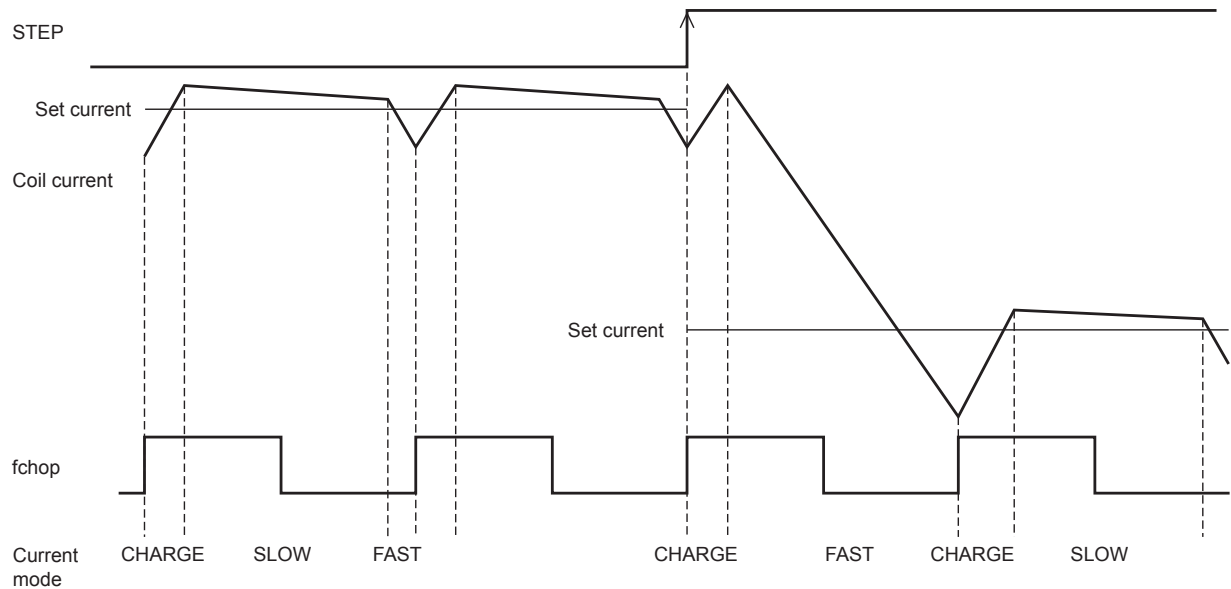 STEP
Set current
Coil current
Set current
fchop
Current mode
CHARGE SLOW FAST CHARGE FAST CHARGE SLOW